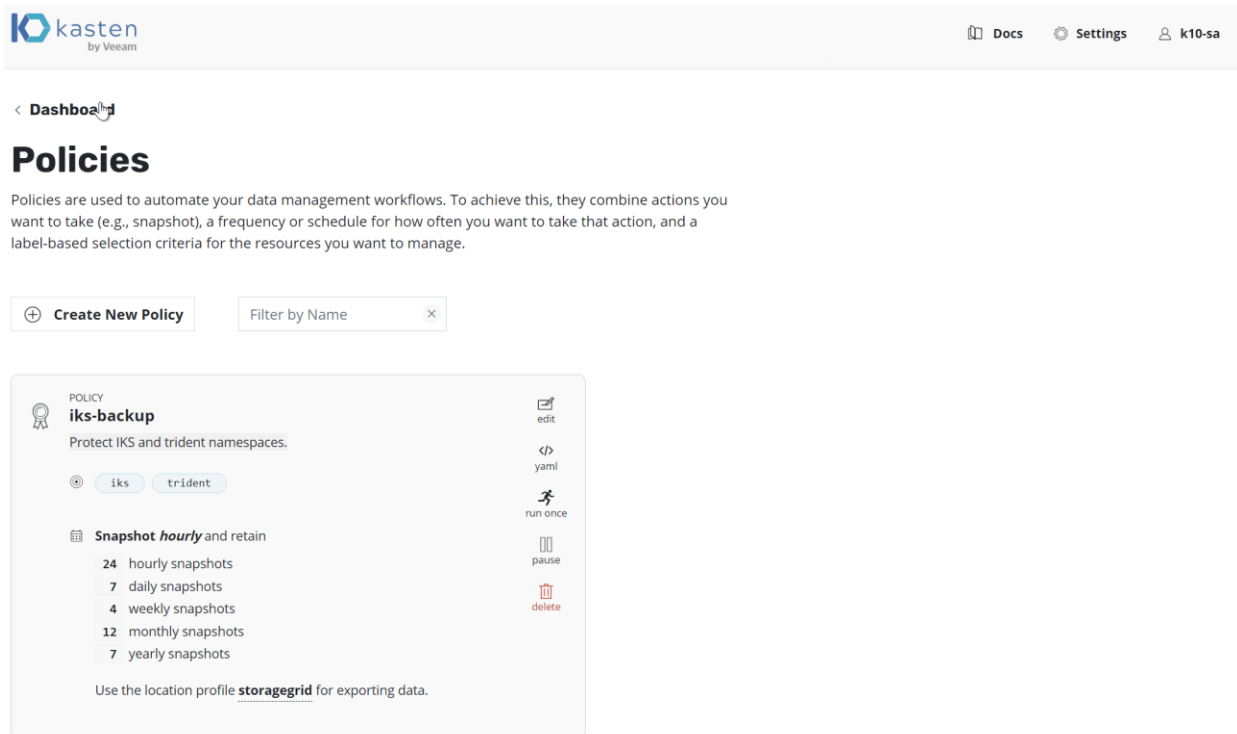 kasten
by Veeam
Docs
Settings
k10-sa
< Dashboard
Policies
Policies are used to automate your data management workflows. To achieve this, they combine actions you
want to take (e.g., snapshot), a frequency or schedule for how often you want to take that action, and a
label-based selection criteria for the resources you want to manage.
Create New Policy
Filter by Name
POLICY
iks-backup
Protect IKS and trident namespaces.
iks
trident
Snapshot hourly and retain
24 hourly snapshots
7 daily snapshots
4 weekly snapshots
12 monthly snapshots
7 yearly snapshots
Use the location profile storagegrid for exporting data.
edit
</>
yaml
run once
pause
delete